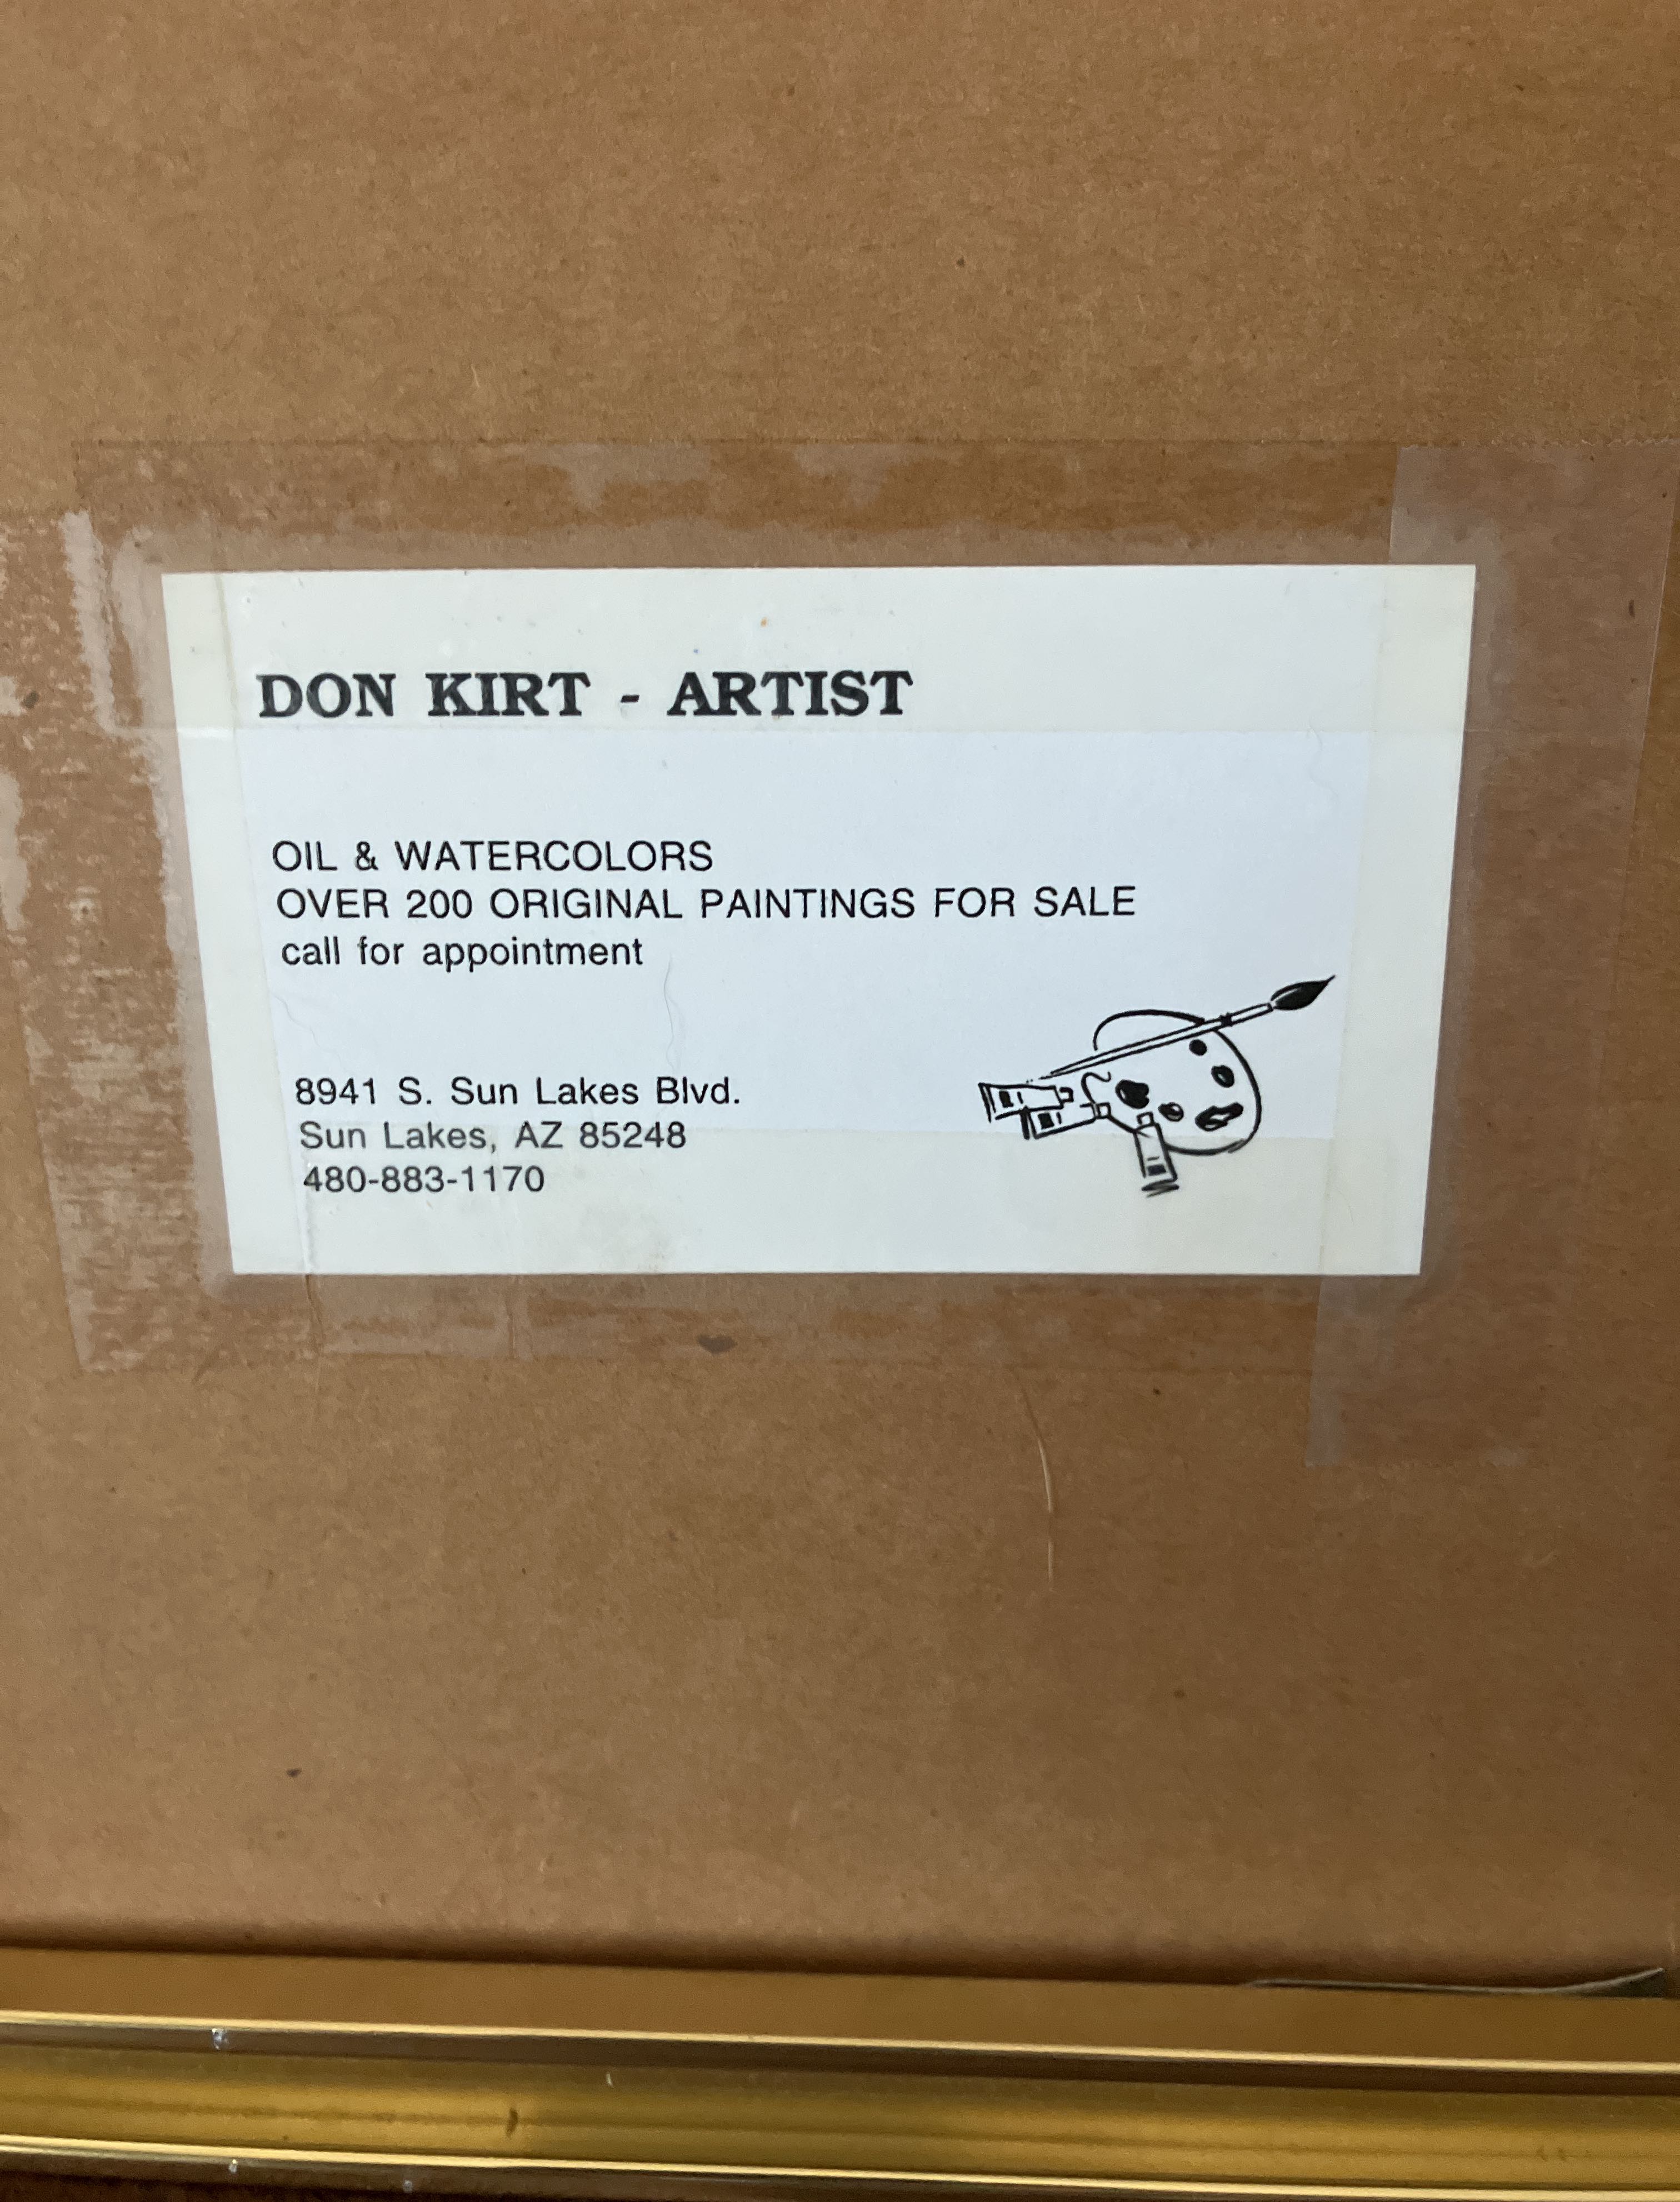 DON KIRT - ARTIST
OIL & WATERCOLORS
OVER 200 ORIGINAL PAINTINGS FOR SALE
call for appointment
8941 S. Sun Lakes Blvd.
Sun Lakes, AZ 85248
480-883-1170